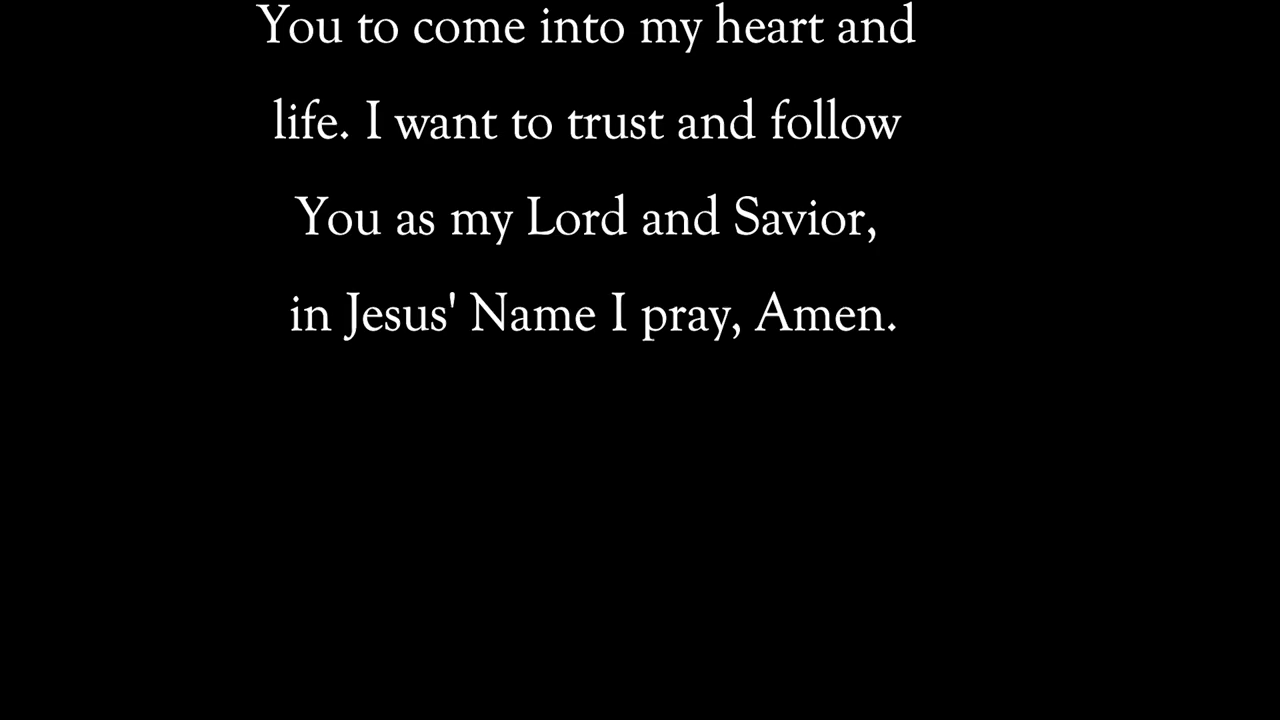 You to come into my heart and
life. I want to trust and follow
You as my Lord and Savior,
in Jesus' Name I pray, Amen.